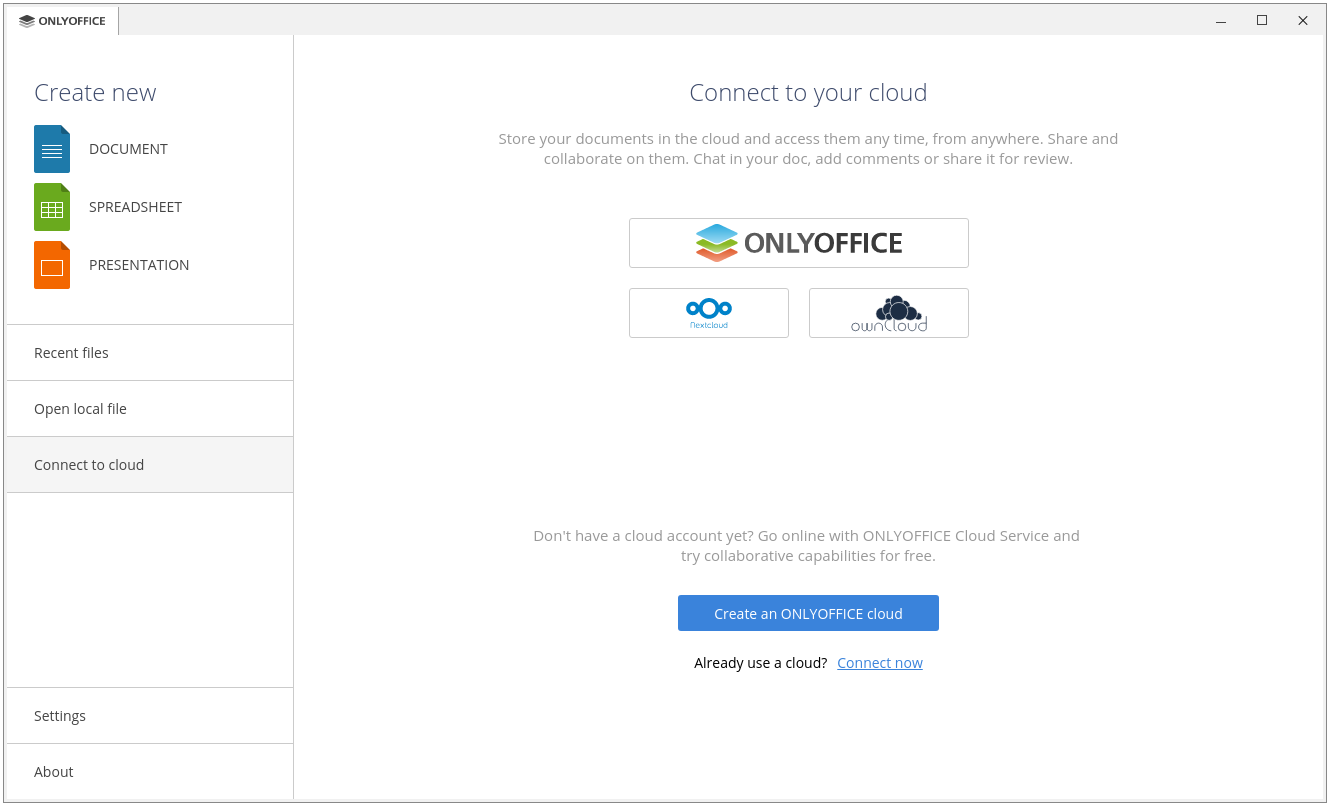 ONLYOFFICE
Create new
DOCUMENT
SPREADSHEET
PRESENTATION
Recent files
Open local file
Connect to cloud
Settings
About
Connect to your cloud
Store your documents in the cloud and access them any time, from anywhere. Share and
collaborate on them. Chat in your doc, add comments or share it for review.
ONLYOFFICE
Nextcloud
ownCloud
Don't have a cloud account yet? Go online with ONLYOFFICE Cloud Service and
try collaborative capabilities for free.
Create an ONLYOFFICE cloud
Already use a cloud? Connect now